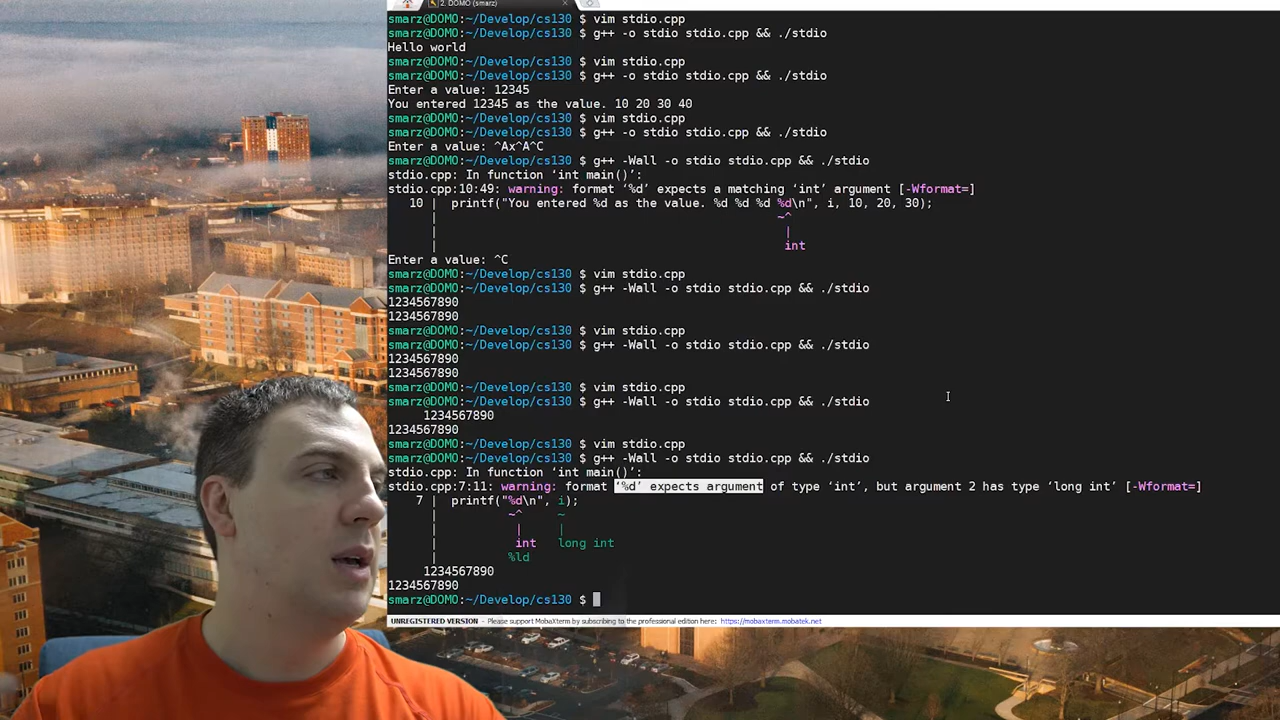 2. DOMO (smarz)
smarz@DOMO:~/Develop/cs130 $ vim stdio.cpp
smarz@DOMO:~/Develop/cs130 $ g++ -o stdio stdio.cpp && ./stdio
Hello world
smarz@DOMO:~/Develop/cs130 $ vim stdio.cpp
smarz@DOMO:~/Develop/cs130 $ g++ -o stdio stdio.cpp && ./stdio
Enter a value: 12345
You entered 12345 as the value. 10 20 30 40
smarz@DOMO:~/Develop/cs130 $ vim stdio.cpp
smarz@DOMO:~/Develop/cs130 $ g++ -o stdio stdio.cpp && ./stdio
Enter a value: ^Ax^A^C
smarz@DOMO:~/Develop/cs130 $ g++ -Wall -o stdio stdio.cpp && ./stdio
stdio.cpp: In function ‘int main()’:
stdio.cpp:10:49: warning: format ‘%d’ expects a matching ‘int’ argument [-Wformat=]
10 | printf("You entered %d as the value. %d %d %d %d\n", i, 10, 20, 30);
| ~^
| |
| int
Enter a value: ^C
smarz@DOMO:~/Develop/cs130 $ vim stdio.cpp
smarz@DOMO:~/Develop/cs130 $ g++ -Wall -o stdio stdio.cpp && ./stdio
1234567890
1234567890
smarz@DOMO:~/Develop/cs130 $ vim stdio.cpp
smarz@DOMO:~/Develop/cs130 $ g++ -Wall -o stdio stdio.cpp && ./stdio
1234567890
1234567890
smarz@DOMO:~/Develop/cs130 $ vim stdio.cpp
smarz@DOMO:~/Develop/cs130 $ g++ -Wall -o stdio stdio.cpp && ./stdio
1234567890
1234567890
smarz@DOMO:~/Develop/cs130 $ vim stdio.cpp
smarz@DOMO:~/Develop/cs130 $ g++ -Wall -o stdio stdio.cpp && ./stdio
stdio.cpp: In function ‘int main()’:
stdio.cpp:7:11: warning: format ‘%d’ expects argument of type ‘int’, but argument 2 has type ‘long int’ [-Wformat=]
7 | printf("%d\n", i);
| ~^ ~
| | |
| int long int
| %ld
1234567890
1234567890
smarz@DOMO:~/Develop/cs130 $
UNREGISTERED VERSION - Please support MobaXterm by subscribing to the professional edition here: https://mobaxterm.mobatek.net